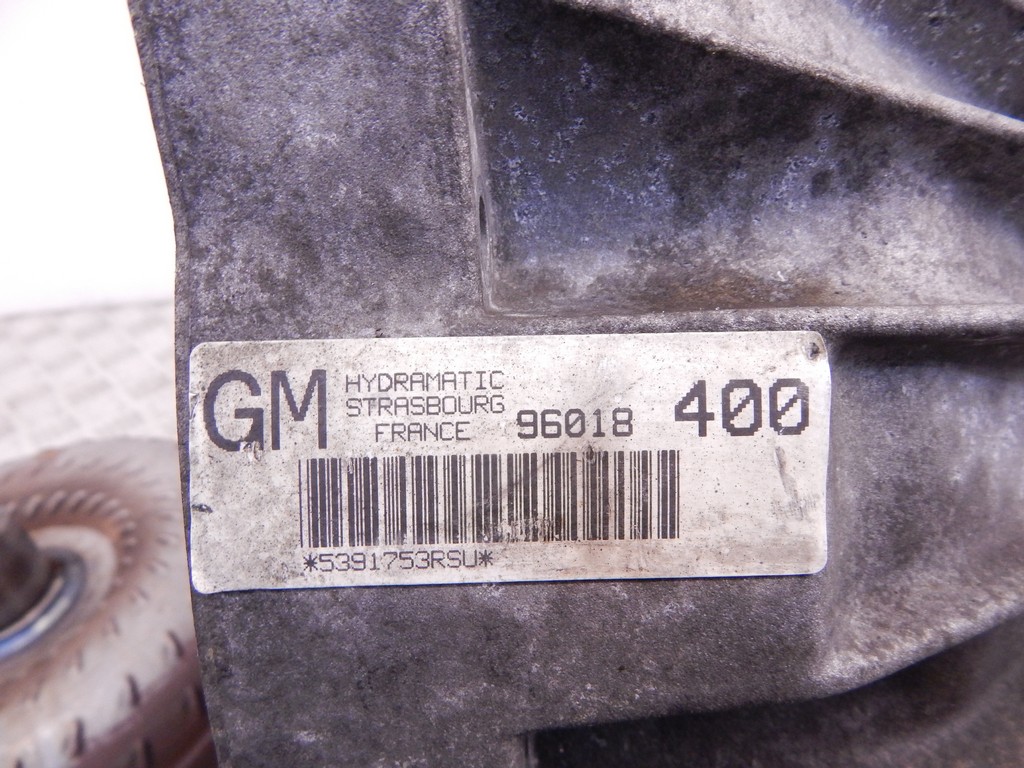 GM
HYDRAMATIC
STRASBOURG
FRANCE
96018
400
*5391753RSU*